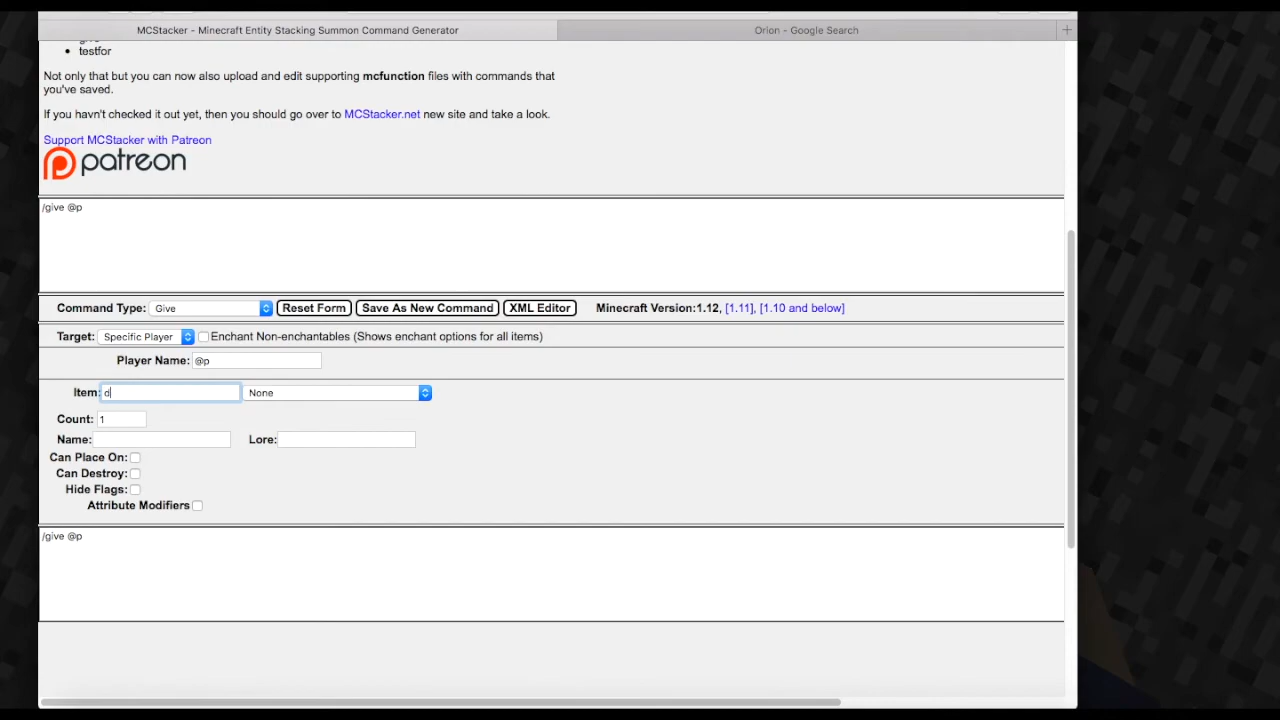 MCStacker - Minecraft Entity Stacking Summon Command Generator
Orion - Google Search
testfor
Not only that but you can now also upload and edit supporting mcfunction files with commands that
you've saved.
If you havn't checked it out yet, then you should go over to MCStacker.net new site and take a look.
Support MCStacker with Patreon
patreon
/give @p
Command Type: Give Reset Form Save As New Command XML Editor Minecraft Version:1.12, [1.11], [1.10 and below]
Target: Specific Player Enchant Non-enchantables (Shows enchant options for all items)
Player Name: @p
Item: d None
Count: 1
Name: Lore:
Can Place On:
Can Destroy:
Hide Flags:
Attribute Modifiers
/give @p